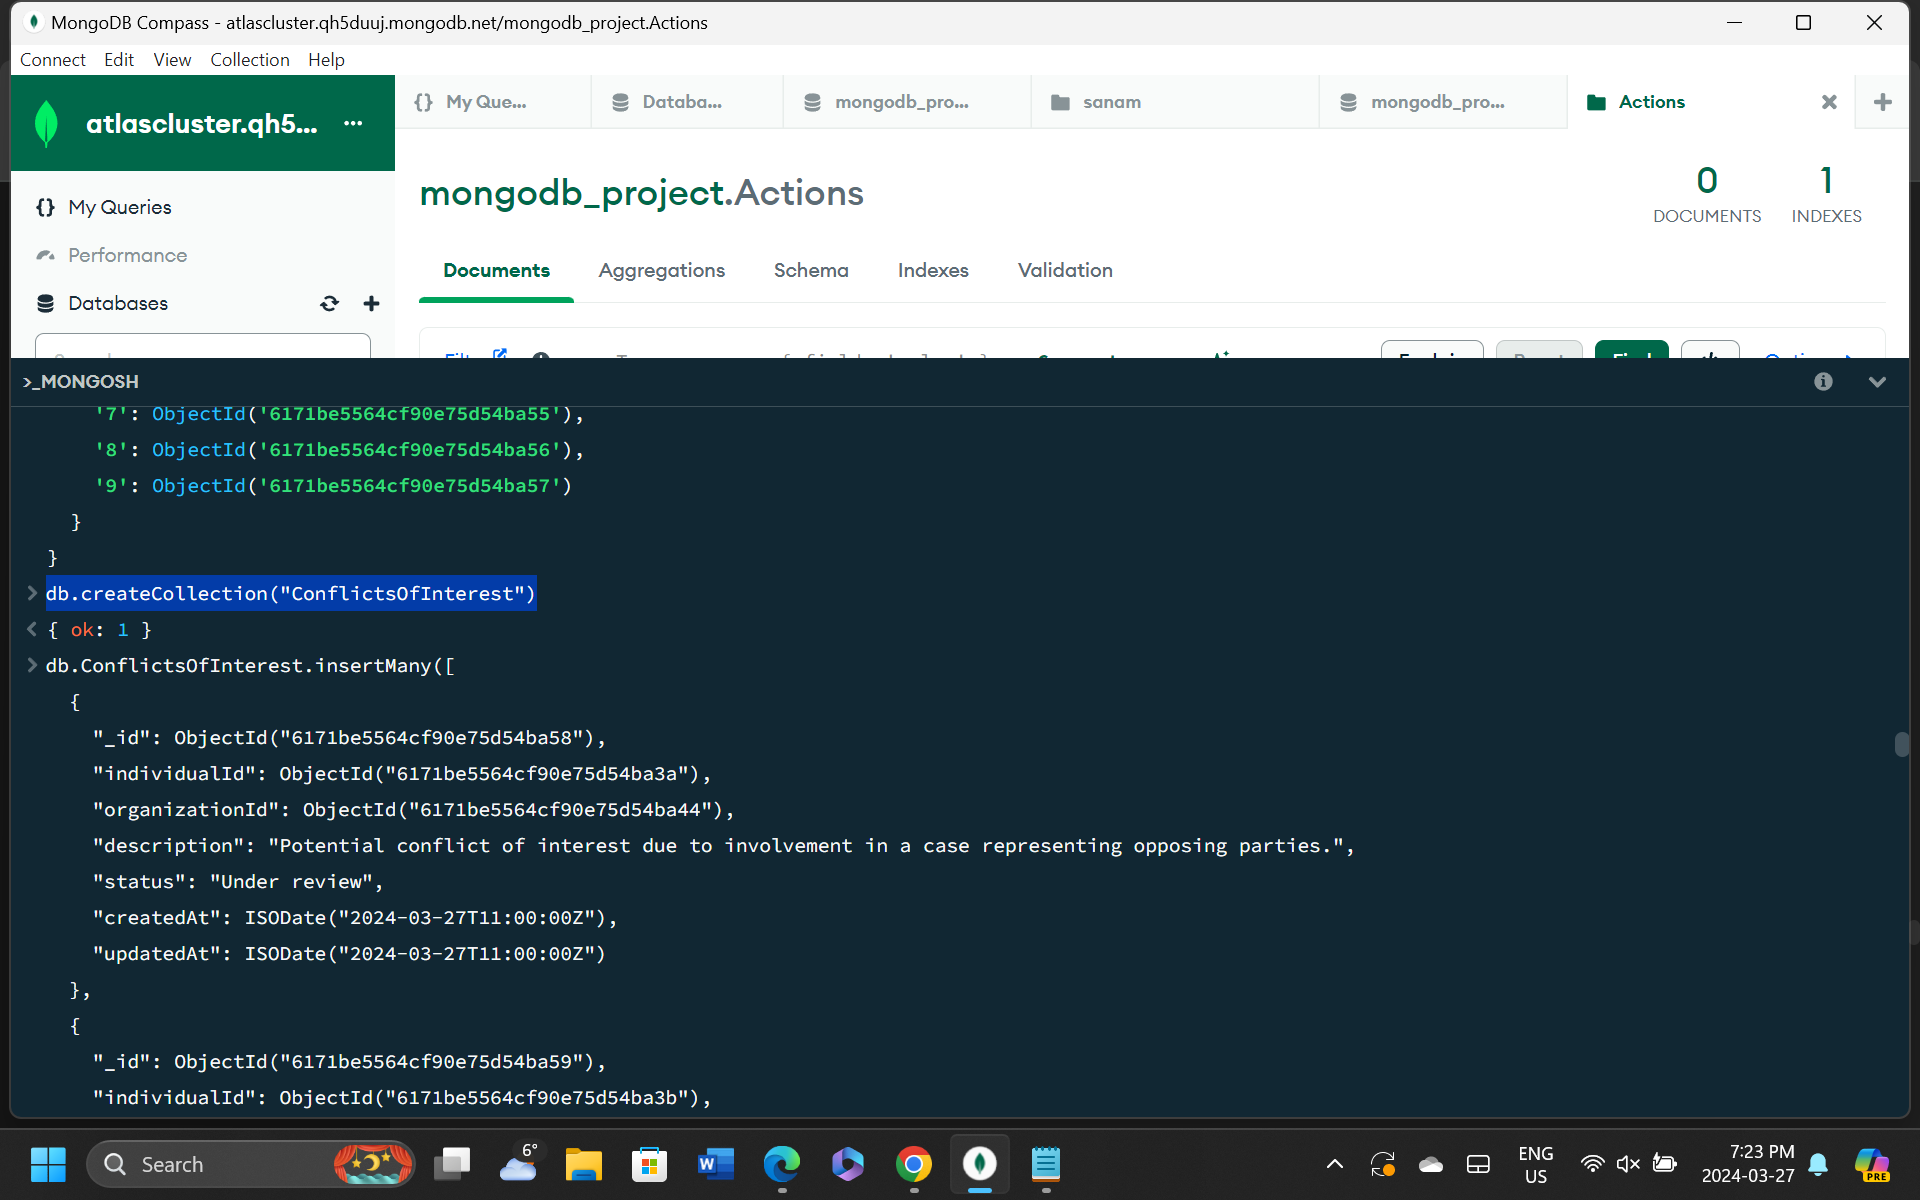 MongoDB Compass - atlascluster.qh5duuj.mongodb.net/mongodb_project.Actions
Connect Edit View Collection Help
atlascluster.qh5... ...
{} My Que...
Databa...
mongodb_pro...
sanam
mongodb_pro...
Actions
{} My Queries
Performance
Databases
mongodb_project.Actions
0
DOCUMENTS
1
INDEXES
Documents Aggregations Schema Indexes Validation
>_MONGOSH
'7': ObjectId('6171be5564cf90e75d54ba55'),
'8': ObjectId('6171be5564cf90e75d54ba56'),
'9': ObjectId('6171be5564cf90e75d54ba57')
}
}
> db.createCollection("ConflictsOfInterest")
< { ok: 1 }
> db.ConflictsOfInterest.insertMany([
{
"_id": ObjectId("6171be5564cf90e75d54ba58"),
"individualId": ObjectId("6171be5564cf90e75d54ba3a"),
"organizationId": ObjectId("6171be5564cf90e75d54ba44"),
"description": "Potential conflict of interest due to involvement in a case representing opposing parties.",
"status": "Under review",
"createdAt": ISODate("2024-03-27T11:00:00Z"),
"updatedAt": ISODate("2024-03-27T11:00:00Z")
},
{
"_id": ObjectId("6171be5564cf90e75d54ba59"),
"individualId": ObjectId("6171be5564cf90e75d54ba3b"),
Search
6°
ENG
US
7:23 PM
2024-03-27
PRE